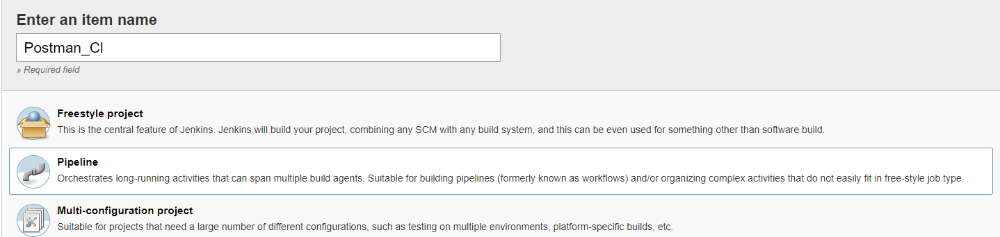 Enter an item name
Postman_CI
» Required field
Freestyle project
This is the central feature of Jenkins. Jenkins will build your project, combining any SCM with any build system, and this can be even used for something other than software build.
Pipeline
Orchestrates long-running activities that can span multiple build agents. Suitable for building pipelines (formerly known as workflows) and/or organizing complex activities that do not easily fit in free-style job type.
Multi-configuration project
Suitable for projects that need a large number of different configurations, such as testing on multiple environments, platform-specific builds, etc.